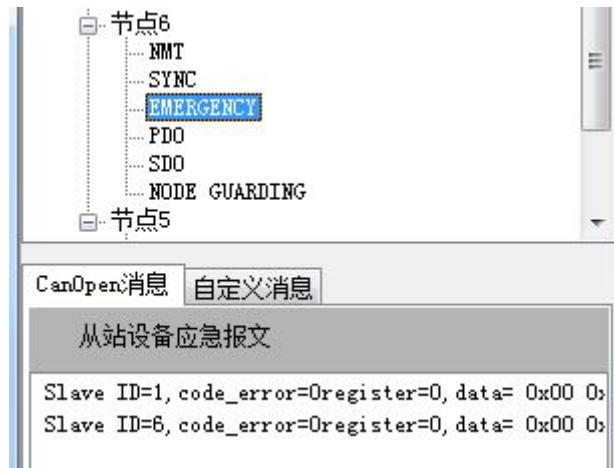 节点6
NMT
SYNC
EMERGENCY
PDO
SDO
NODE GUARDING
节点5
CanOpen消息 自定义消息
从站设备应急报文
Slave ID=1, code_error=0register=0, data= 0x00 0x
Slave ID=6, code_error=0register=0, data= 0x00 0x